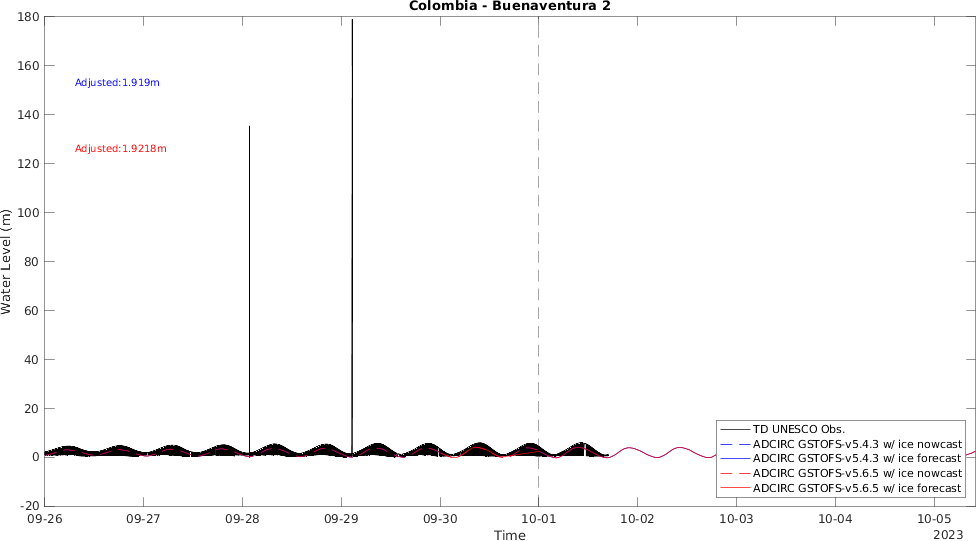 Colombia - Buenaventura 2
180
160
140
120
100
80
60
40
20
0
-20
Water Level (m)
Adjusted:1.919m
Adjusted:1.9218m
TD UNESCO Obs.
ADCIRC GSTOFS-v5.4.3 w/ ice nowcast
ADCIRC GSTOFS-v5.4.3 w/ ice forecast
ADCIRC GSTOFS-v5.6.5 w/ ice nowcast
ADCIRC GSTOFS-v5.6.5 w/ ice forecast
09-26 09-27 09-28 09-29 09-30 10-01 10-02 10-03 10-04 10-05
Time
2023